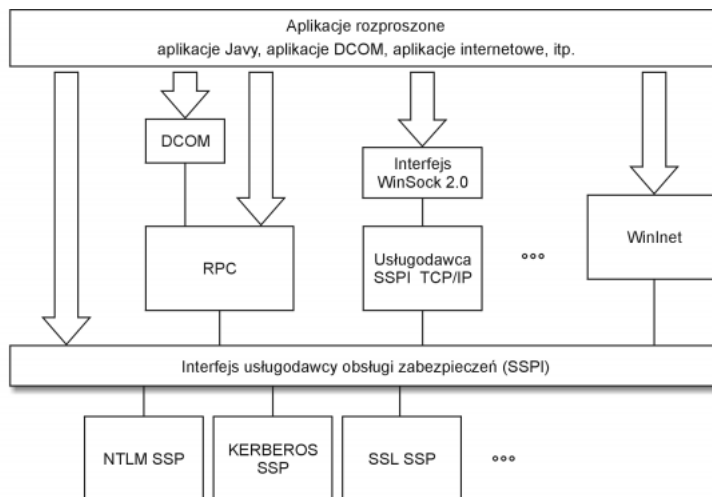 Aplikacje rozproszone
aplikacje Javy, aplikacje DCOM, aplikacje internetowe, itp.
DCOM
Interfejs
WinSock 2.0
RPC
Usługodawca
SSPI TCP/IP
WinInet
Interfejs usługodawcy obsługi zabezpieczeń (SSPI)
NTLM SSP
KERBEROS
SSP
SSL SSP